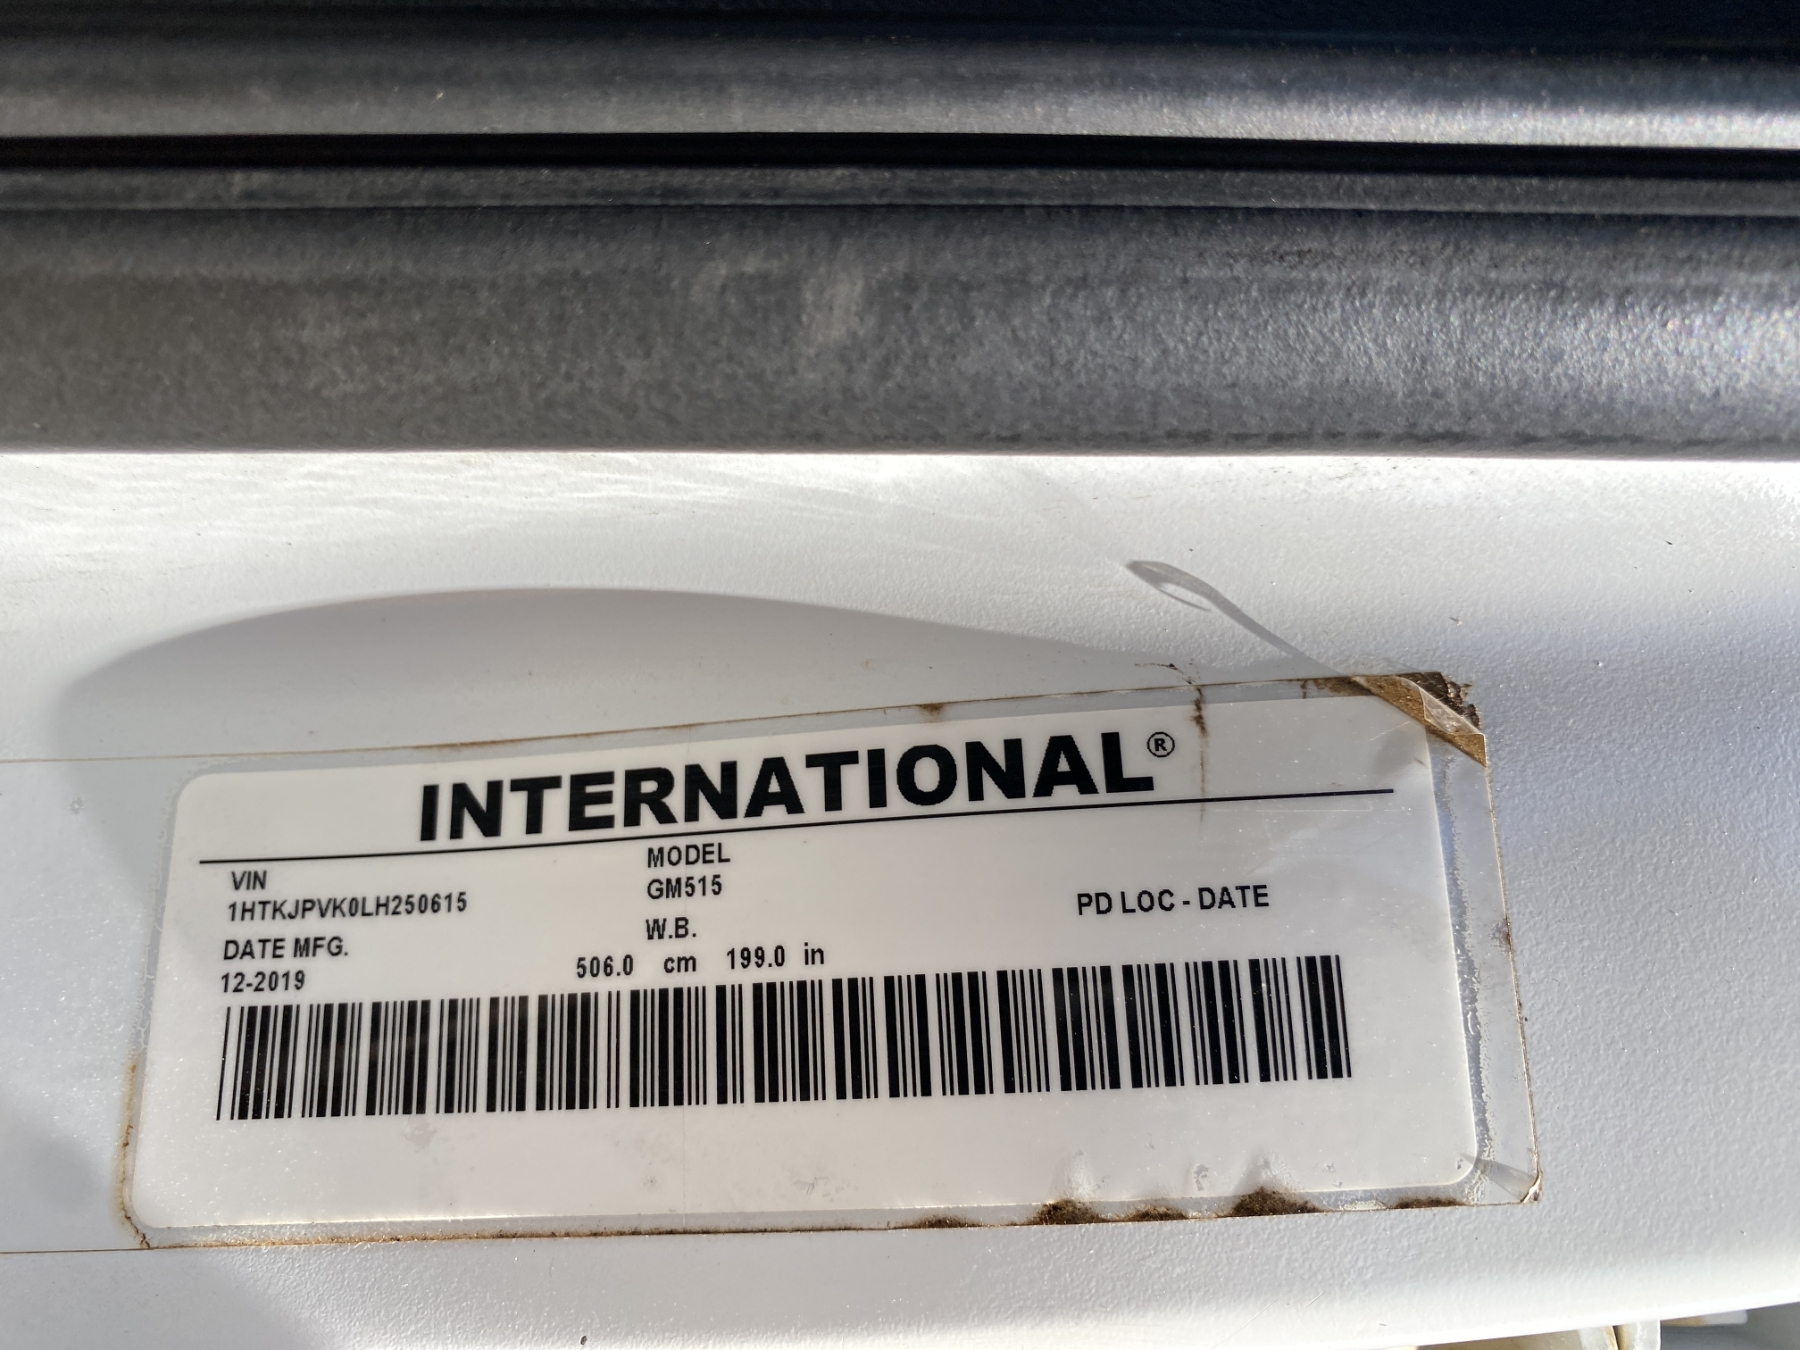 INTERNATIONAL®
VIN
1HTKJPVK0LH250615
MODEL
GM515
PD LOC - DATE
DATE MFG.
12-2019
W.B.
506.0 cm 199.0 in